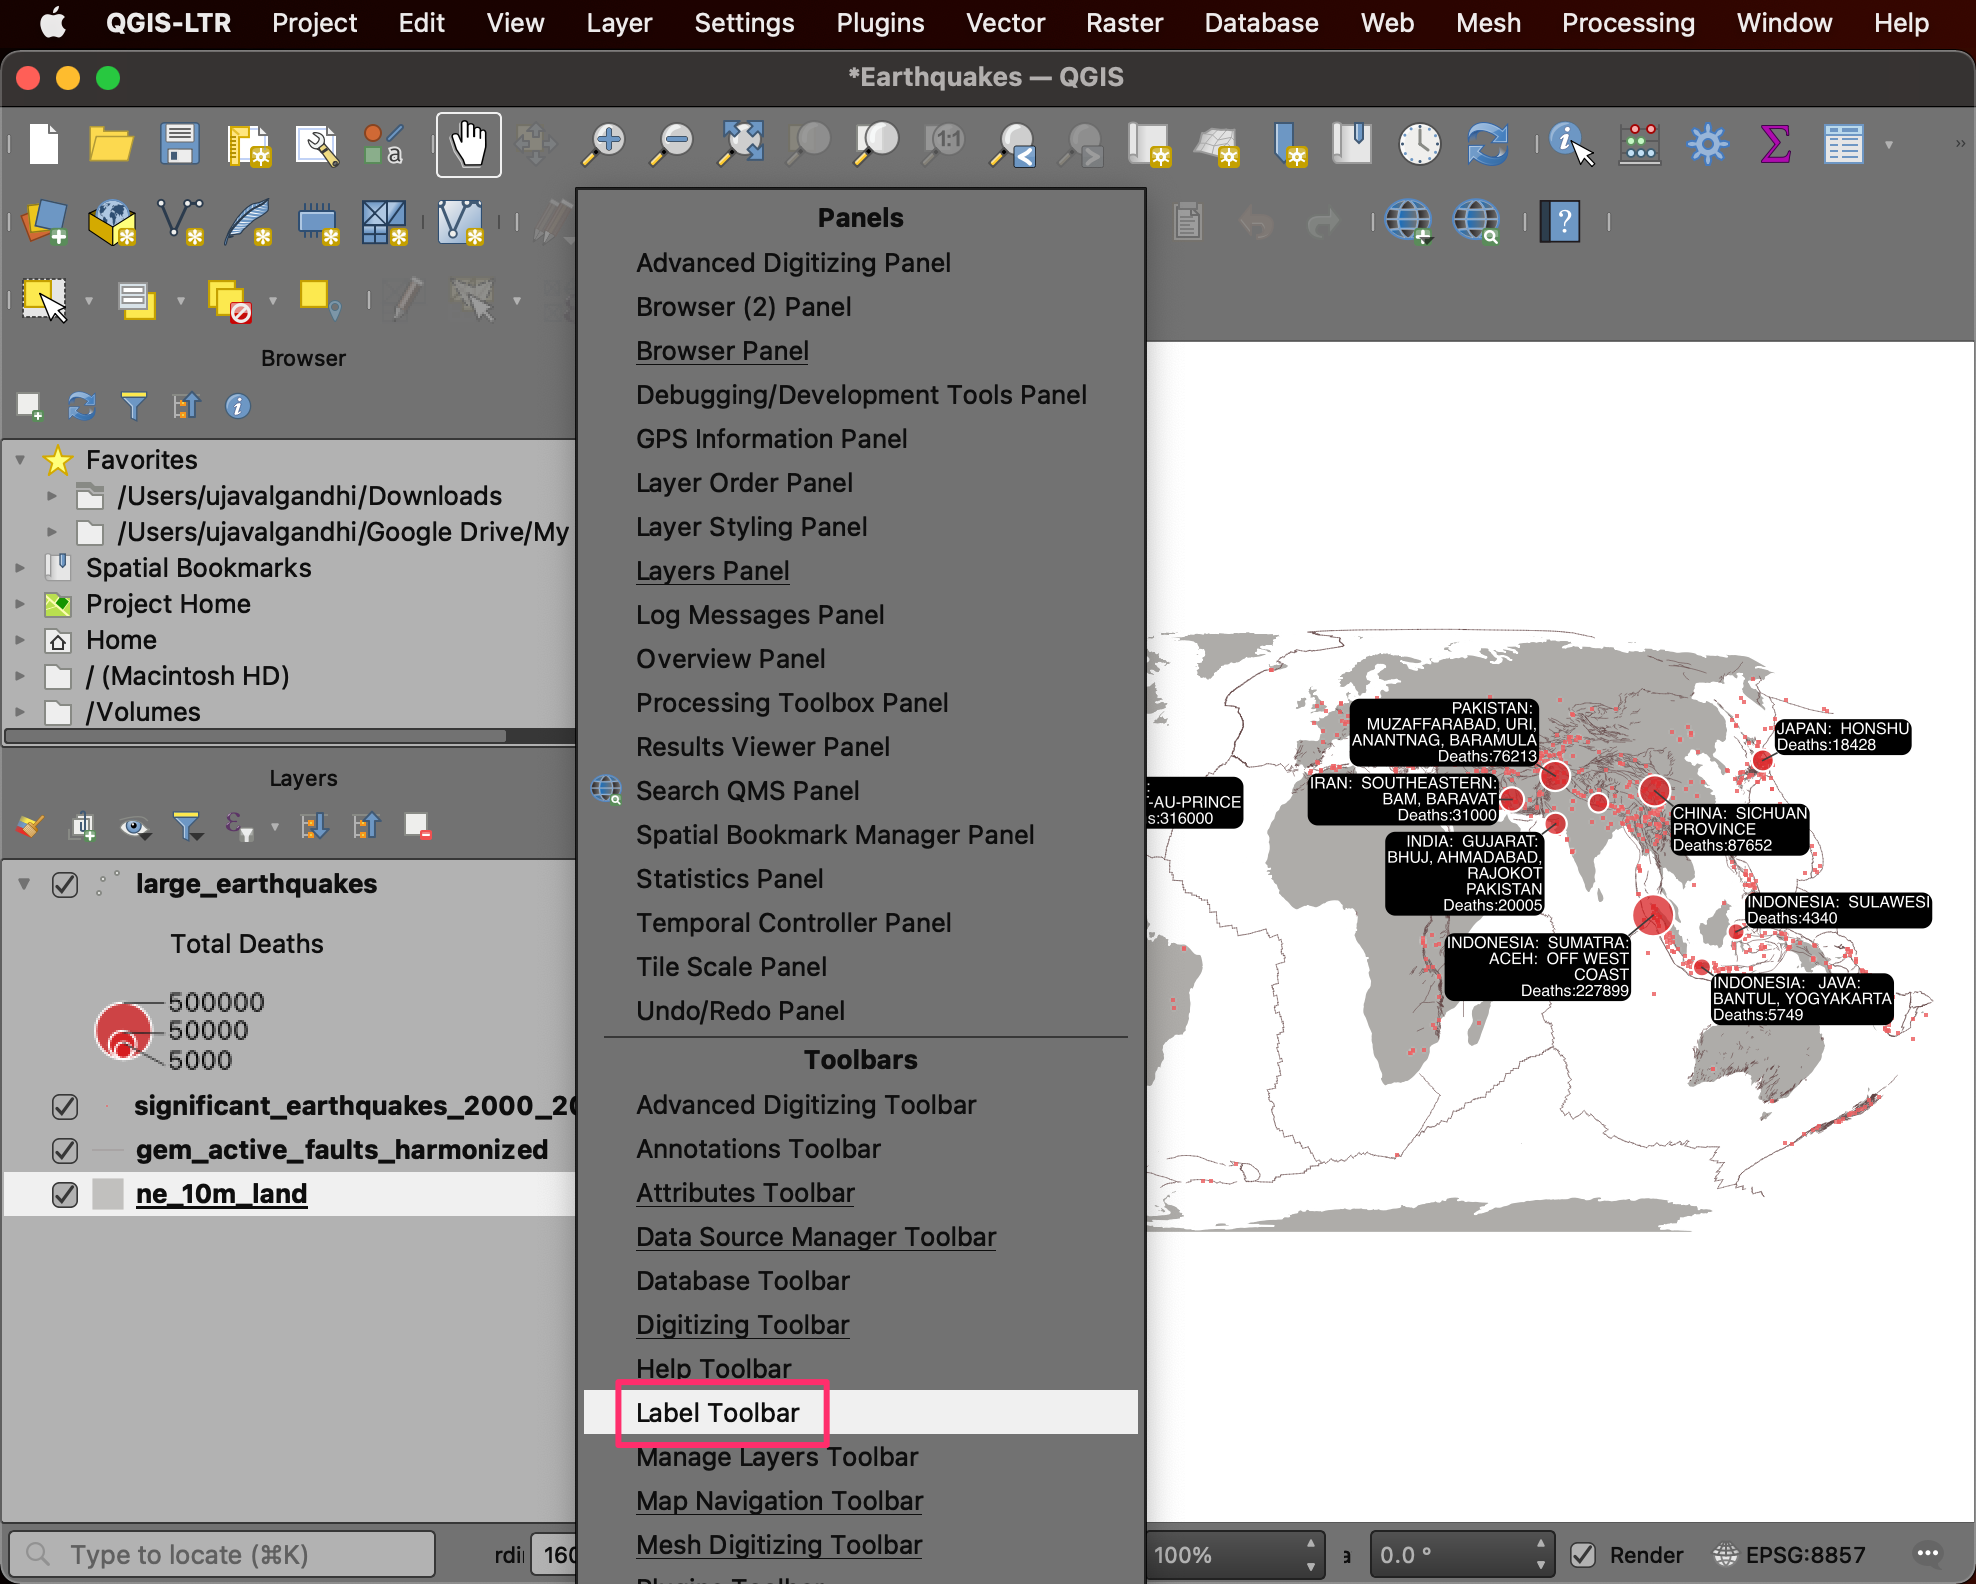 QGIS-LTR Project Edit View Layer Settings Plugins Vector Raster Database Web Mesh Processing Window Help
*Earthquakes — QGIS
Browser
Favorites
/Users/ujavalgandhi/Downloads
/Users/ujavalgandhi/Google Drive/My
Spatial Bookmarks
Project Home
Home
/ (Macintosh HD)
/Volumes
Layers
large_earthquakes
Total Deaths
500000
50000
5000
significant_earthquakes_2000_20
gem_active_faults_harmonized
ne_10m_land
Panels
Advanced Digitizing Panel
Browser (2) Panel
Browser Panel
Debugging/Development Tools Panel
GPS Information Panel
Layer Order Panel
Layer Styling Panel
Layers Panel
Log Messages Panel
Overview Panel
Processing Toolbox Panel
Results Viewer Panel
Search QMS Panel
Spatial Bookmark Manager Panel
Statistics Panel
Temporal Controller Panel
Tile Scale Panel
Undo/Redo Panel
Toolbars
Advanced Digitizing Toolbar
Annotations Toolbar
Attributes Toolbar
Data Source Manager Toolbar
Database Toolbar
Digitizing Toolbar
Help Toolbar
Label Toolbar
Manage Layers Toolbar
Map Navigation Toolbar
Mesh Digitizing Toolbar
PAKISTAN:
MUZAFFARABAD, URI,
ANANTNAG, BARAMULA
Deaths:76213
JAPAN: HONSHU
Deaths:18428
-AU-PRINCE
s:316000
IRAN: SOUTHEASTERN:
BAM, BARAVAT
Deaths:31000
CHINA: SICHUAN
PROVINCE
Deaths:87652
INDIA: GUJARAT:
BHUJ, AHMADABAD,
RAJOKOT
PAKISTAN
Deaths:20005
INDONESIA: SULAWESI
Deaths:4340
INDONESIA: SUMATRA:
ACEH: OFF WEST
COAST
Deaths:227899
INDONESIA: JAVA:
BANTUL, YOGYAKARTA
Deaths:5749
Type to locate (⌘K)
rdi 160
100%
a 0.0 °
Render
EPSG:8857